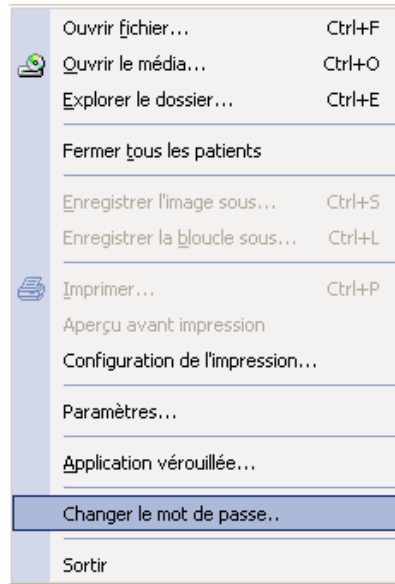 Ouvrir fichier... Ctrl+F
Ouvrir le média... Ctrl+O
Explorer le dossier... Ctrl+E
Fermer tous les patients
Enregistrer l'image sous... Ctrl+S
Enregistrer la bloucle sous... Ctrl+L
Imprimer... Ctrl+P
Aperçu avant impression
Configuration de l'impression...
Paramètres...
Application vérouillée...
Changer le mot de passe..
Sortir